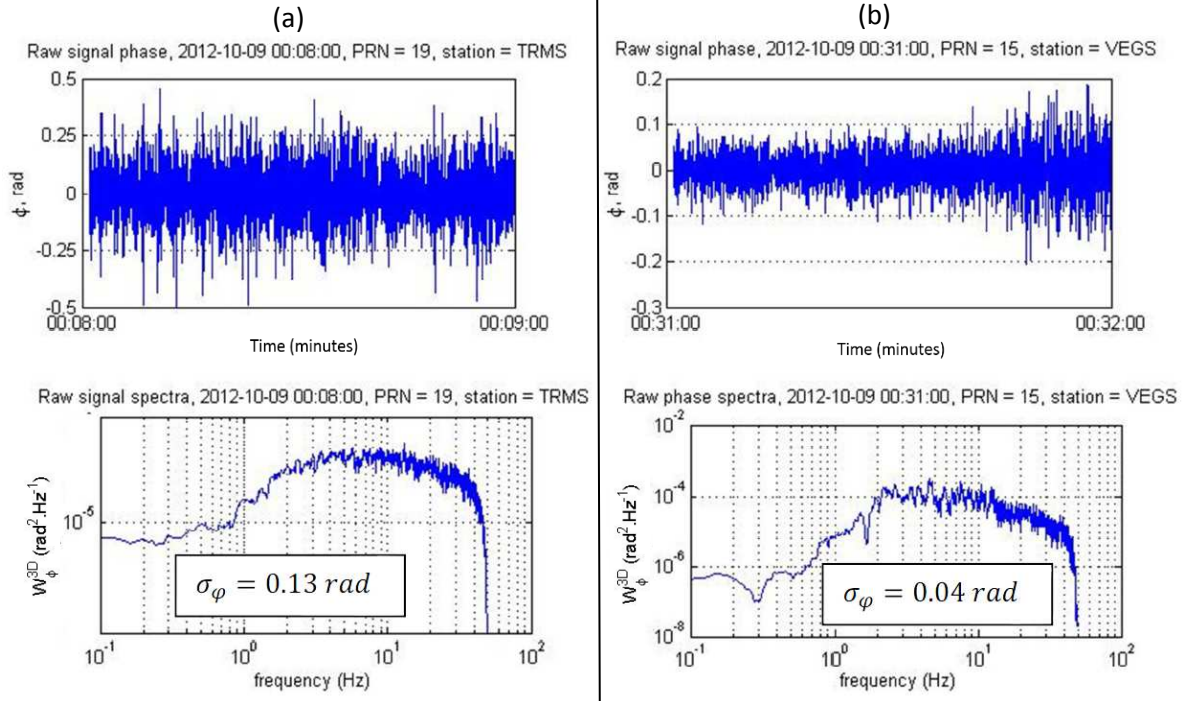 (a)
Raw signal phase, 2012-10-09 00:08:00, PRN = 19, station = TRMS
0.5
0.25
0
-0.25
-0.5
ϕ, rad
00:08:00
00:09:00
Time (minutes)
Raw signal spectra, 2012-10-09 00:08:00, PRN = 19, station = TRMS
10^-5
W_ϕ^3D (rad².Hz⁻¹)
σ_φ = 0.13 rad
10^-1
10^0
10^1
10^2
frequency (Hz)
(b)
Raw signal phase, 2012-10-09 00:31:00, PRN = 15, station = VEGS
0.2
0.1
0
-0.1
-0.2
-0.3
ϕ, rad
00:31:00
00:32:00
Time (minutes)
Raw phase spectra, 2012-10-09 00:31:00, PRN = 15, station = VEGS
10^-2
10^-4
10^-6
10^-8
W_ϕ^3D (rad².Hz⁻¹)
σ_φ = 0.04 rad
10^-1
10^0
10^1
10^2
frequency (Hz)